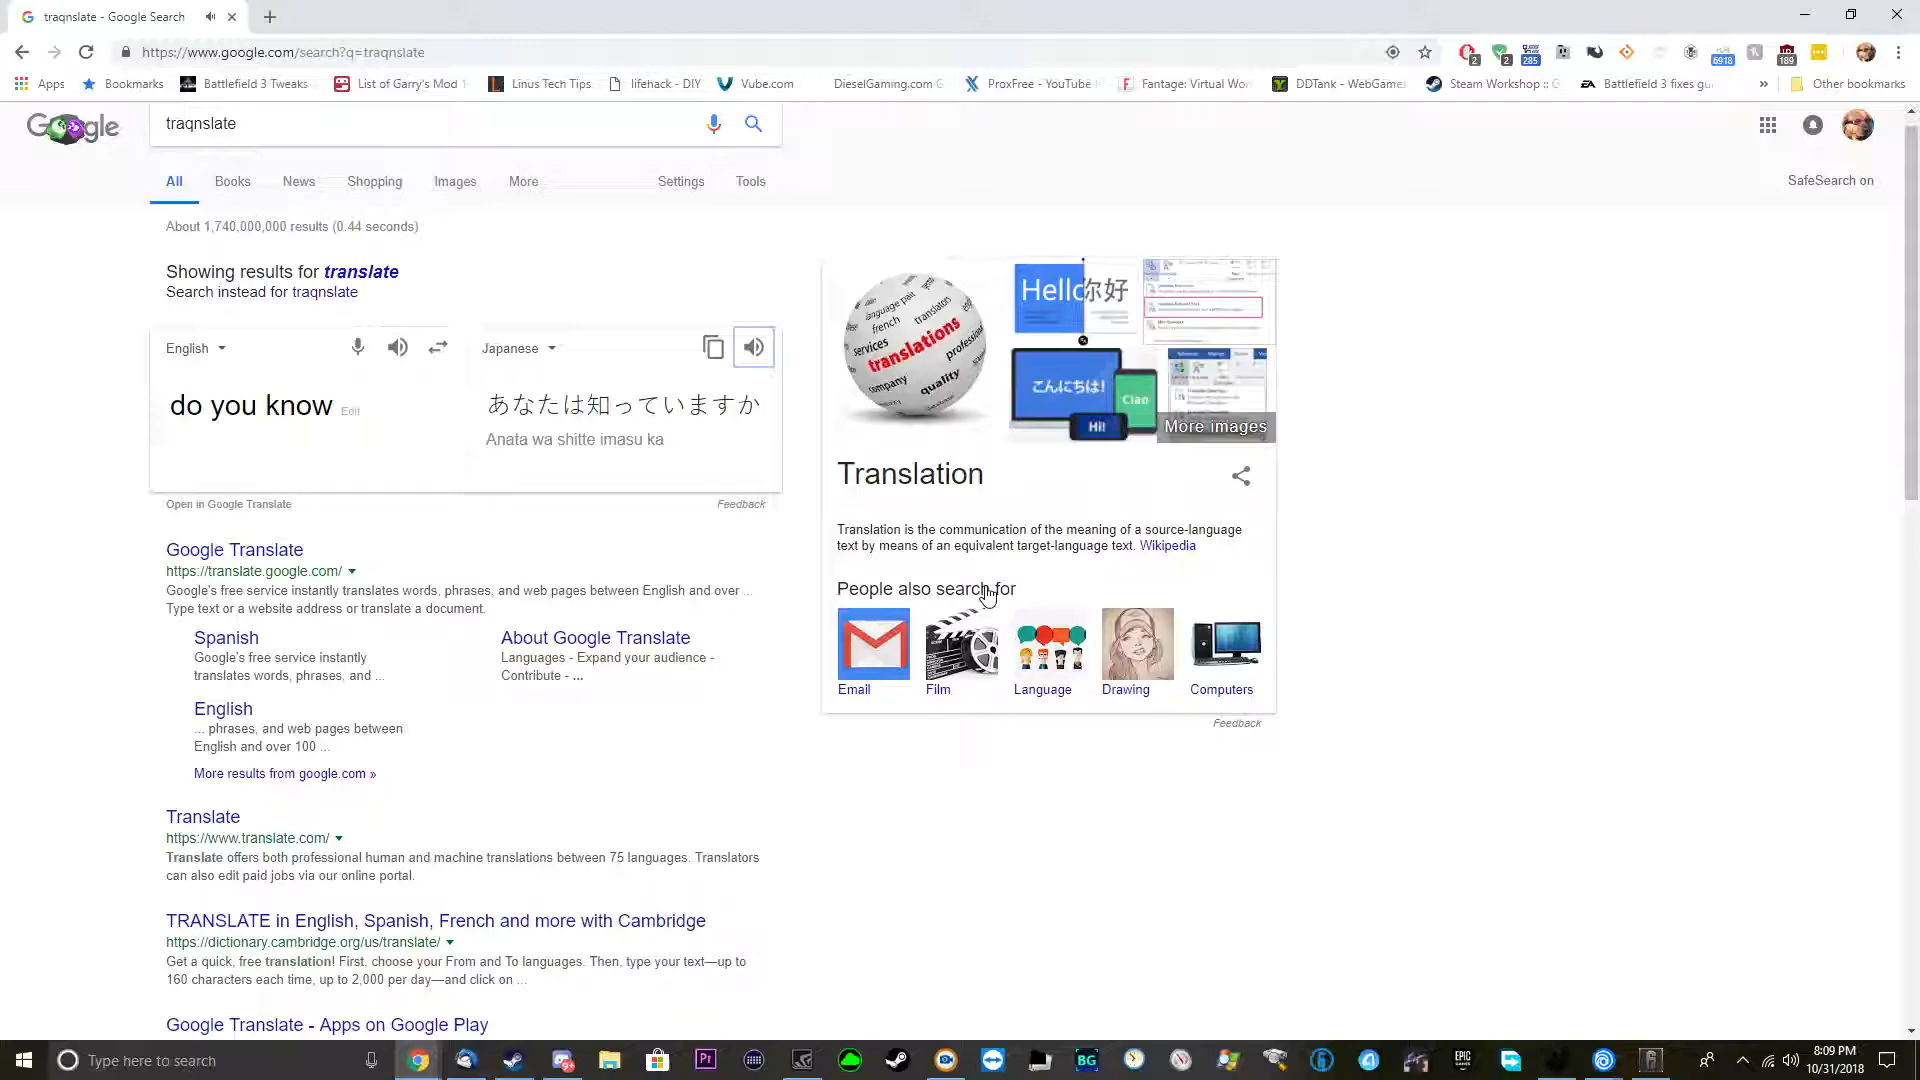 traqnslate - Google Search
https://www.google.com/search?q=traqnslate
2
2
285
6918
189
Apps
Bookmarks
Battlefield 3 Tweaks
List of Garry's Mod 1
Linus Tech Tips
lifehack - DIY
Vube.com
DieselGaming.com
ProxFree - YouTube
Fantage: Virtual Wor
DDTank - WebGames
Steam Workshop :: G
Battlefield 3 fixes gu
»
Other bookmarks
traqnslate
All
Books
News
Shopping
Images
More
Settings
Tools
SafeSearch on
About 1,740,000,000 results (0.44 seconds)
Showing results for translate
Search instead for traqnslate
English
Japanese
do you know
Edit
あなたは知っていますか
Anata wa shitte imasu ka
Open in Google Translate
Feedback
language pair
french
translators
services
translations
professional
company
quality
Hello
你好
こんにちは!
Ciao
Hi!
More images
Translation
Translation is the communication of the meaning of a source-language
text by means of an equivalent target-language text. Wikipedia
People also search for
Email
Film
Language
Drawing
Computers
Feedback
Google Translate
https://translate.google.com/
Google's free service instantly translates words, phrases, and web pages between English and over ...
Type text or a website address or translate a document.
Spanish
Google's free service instantly
translates words, phrases, and ...
About Google Translate
Languages - Expand your audience -
Contribute - ...
English
... phrases, and web pages between
English and over 100 ...
More results from google.com »
Translate
https://www.translate.com/
Translate offers both professional human and machine translations between 75 languages. Translators
can also edit paid jobs via our online portal.
TRANSLATE in English, Spanish, French and more with Cambridge
https://dictionary.cambridge.org/us/translate/
Get a quick, free translation! First, choose your From and To languages. Then, type your text—up to
160 characters each time, up to 2,000 per day—and click on ...
Google Translate - Apps on Google Play
Type here to search
Pr
BG
EPIC
GAMES
8:09 PM
10/31/2018